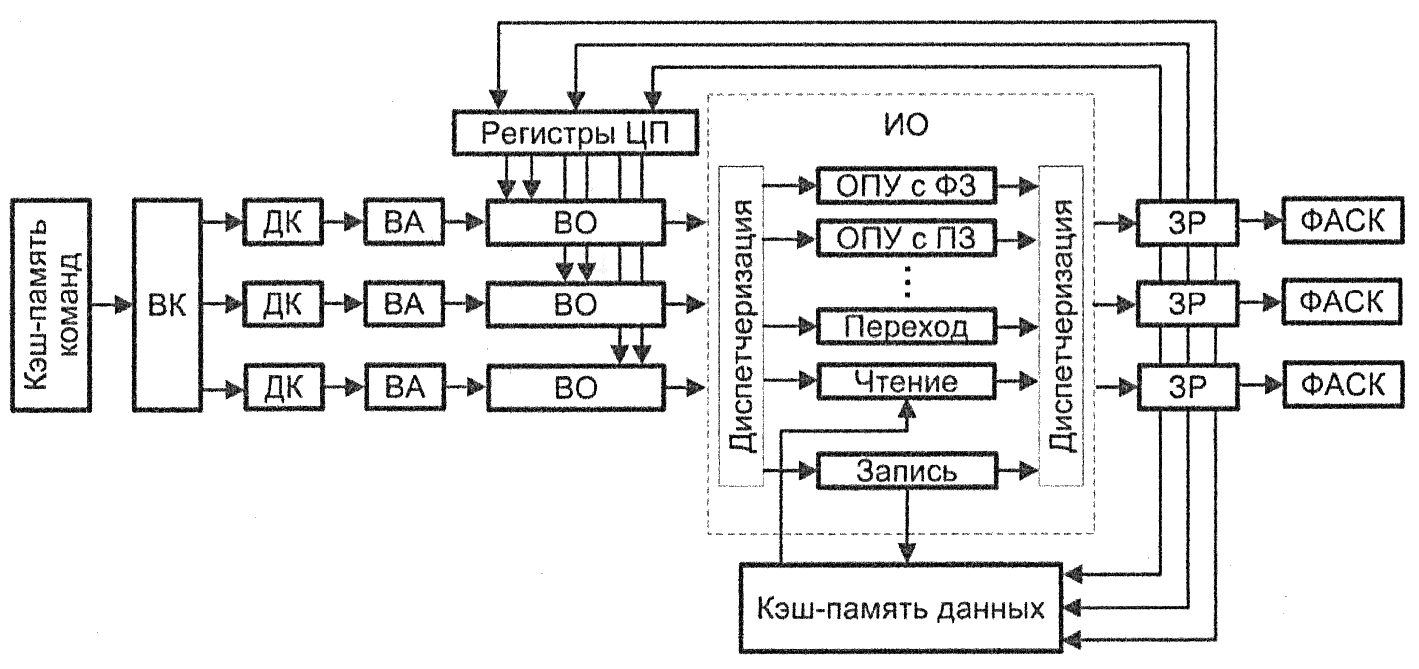 Регистры ЦП
ИО
Кэш-память
команд
ВК
ДК
ВА
ВО
ДК
ВА
ВО
ДК
ВА
ВО
Диспетчеризация
ОПУ с ФЗ
ОПУ с ПЗ
Переход
Чтение
Запись
Диспетчеризация
ЗР
ФАСК
ЗР
ФАСК
ЗР
ФАСК
Кэш-память данных